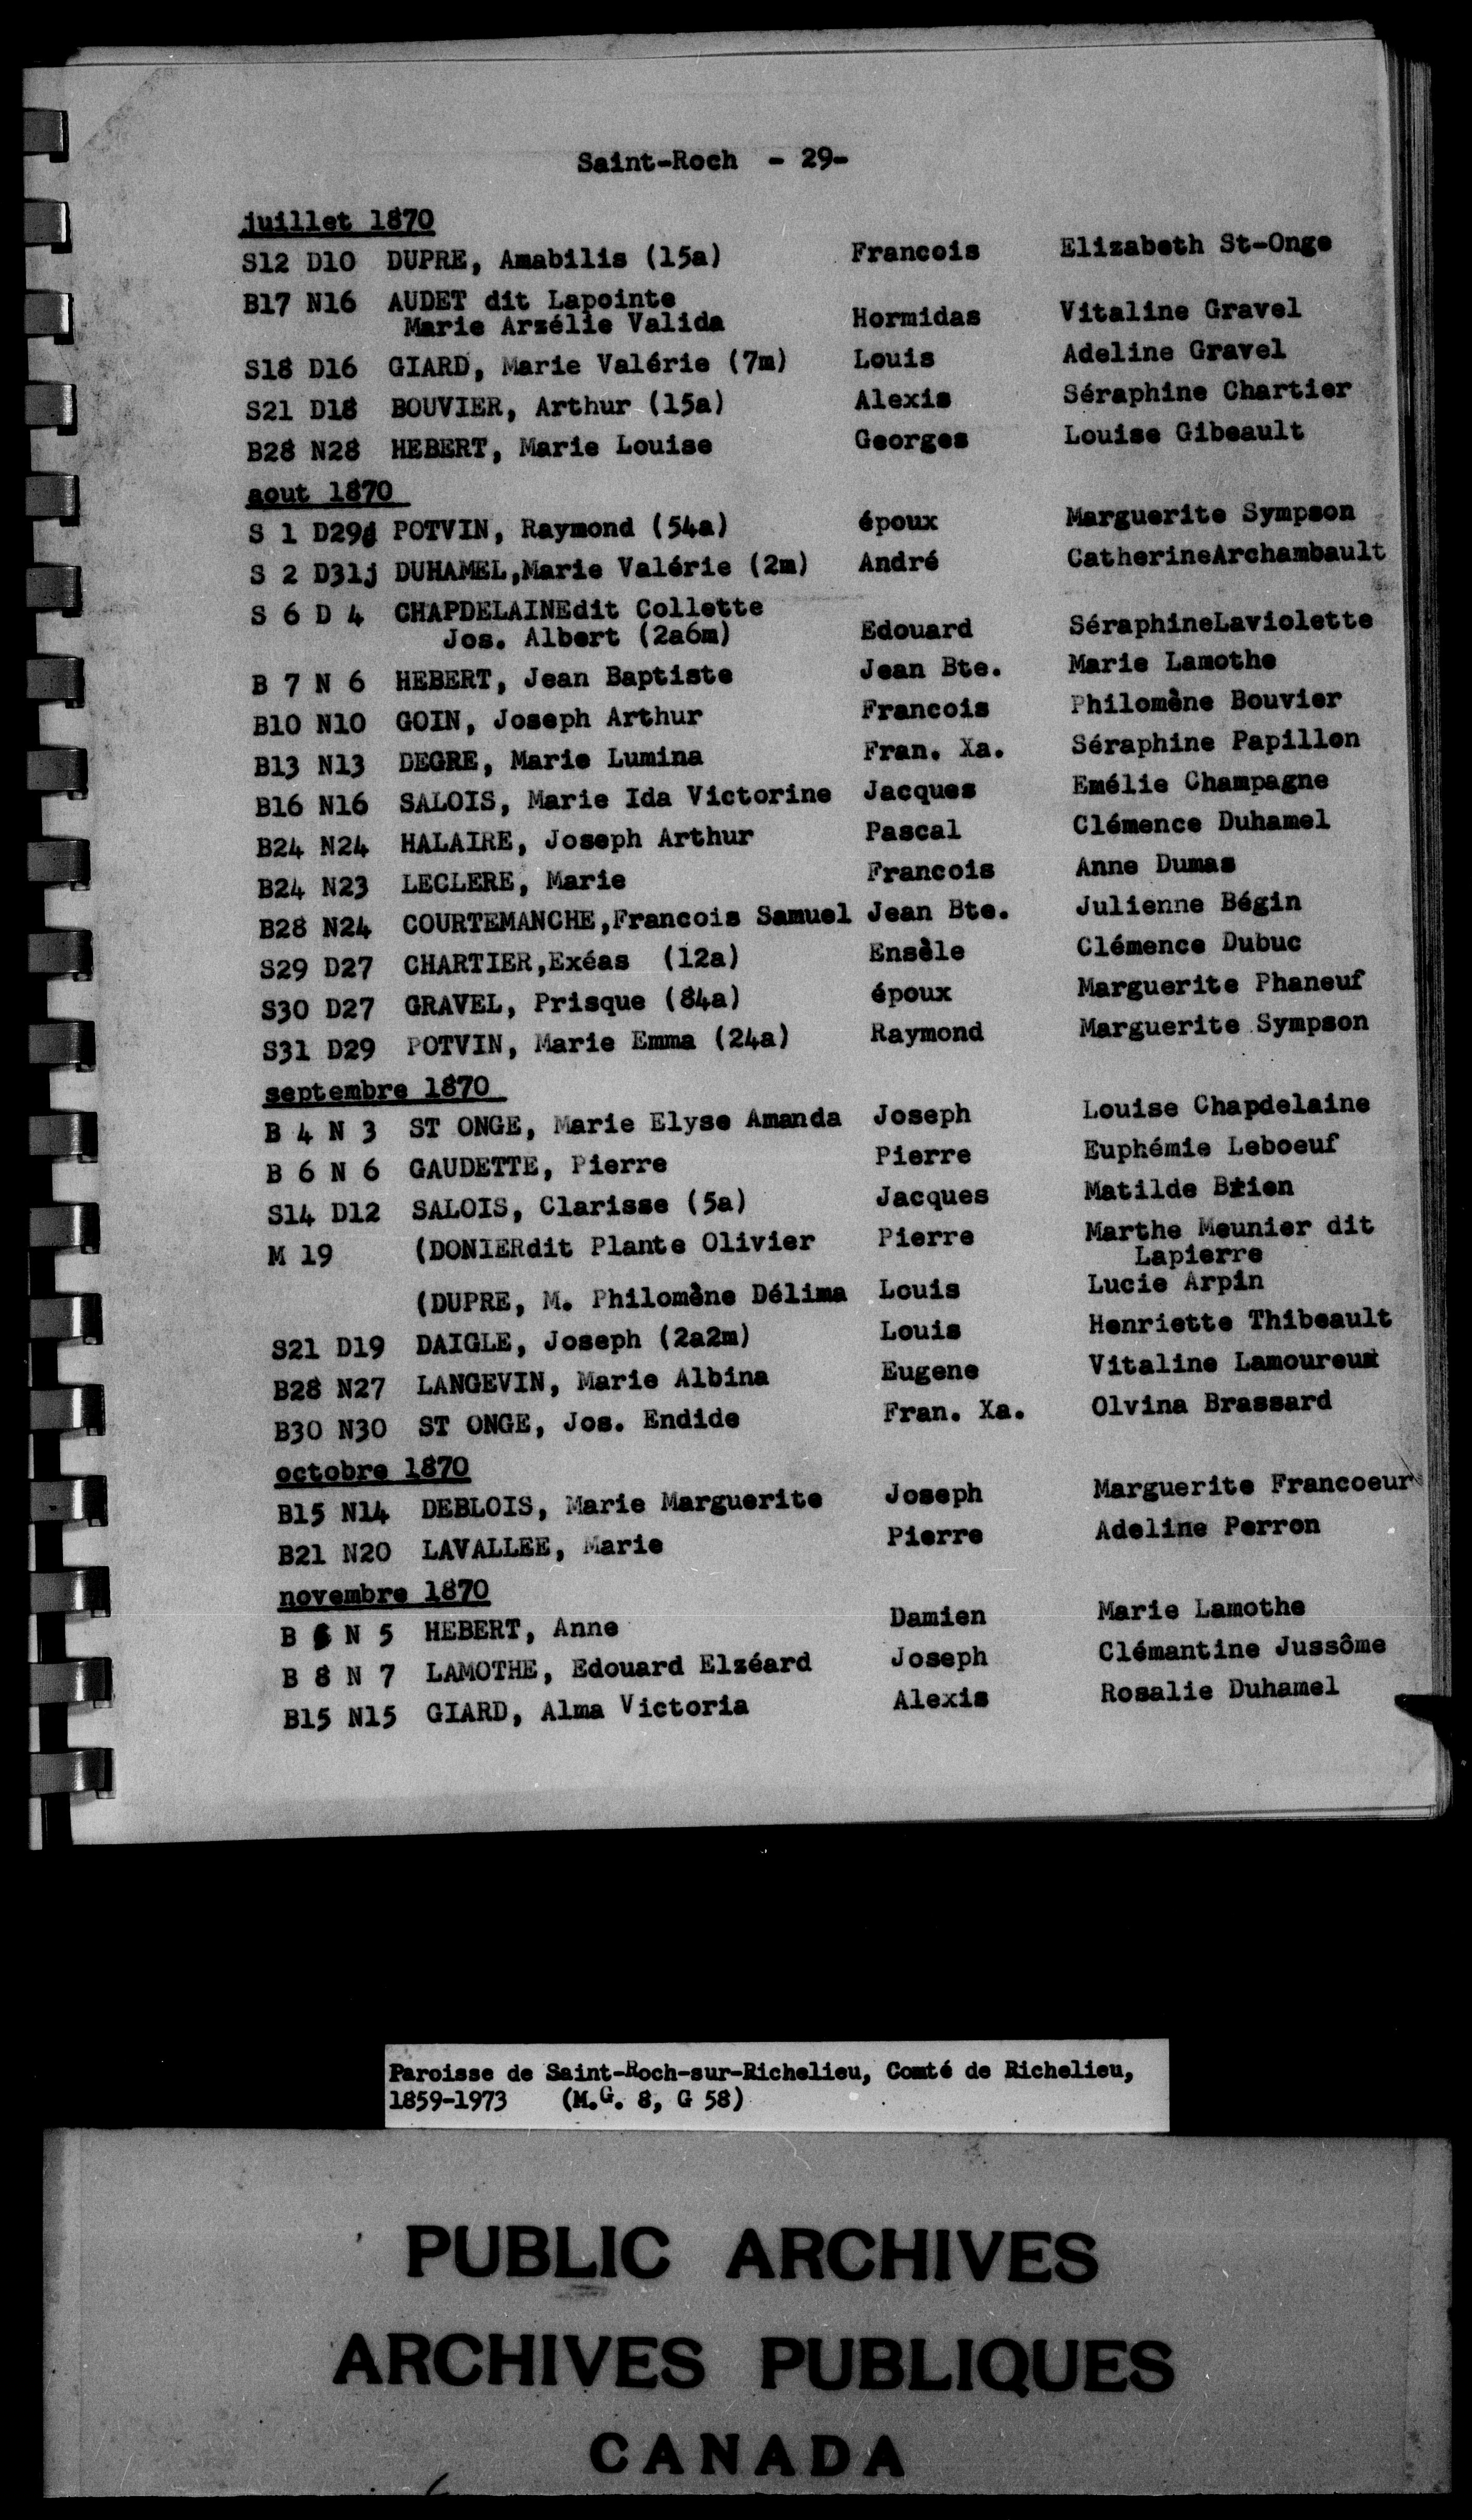 Saint-Roch - 29-
juillet 1870
S12 D10 DUPRE, Amabilis (15a) Francois Elizabeth St-Onge
B17 N16 AUDET dit Lapointe
Marie Arzélie Valida Hormidas Vitaline Gravel
S18 D16 GIARD, Marie Valérie (7m) Louis Adeline Gravel
S21 D18 BOUVIER, Arthur (15a) Alexis Séraphine Chartier
B28 N28 HEBERT, Marie Louise Georges Louise Gibeault
aout 1870
S 1 D29j POTVIN, Raymond (54a) époux Marguerite Sympson
S 2 D31j DUHAMEL,Marie Valérie (2m) André CatherineArchambault
S 6 D 4 CHAPDELAINEdit Collette
Jos. Albert (2a6m) Edouard SéraphineLaviolette
B 7 N 6 HEBERT, Jean Baptiste Jean Bte. Marie Lamothe
B10 N10 GOIN, Joseph Arthur Francois Philomène Bouvier
B13 N13 DEGRE, Marie Lumina Fran. Xa. Séraphine Papillon
B16 N16 SALOIS, Marie Ida Victorine Jacques Emélie Champagne
B24 N24 HALAIRE, Joseph Arthur Pascal Clémence Duhamel
B24 N23 LECLERE, Marie Francois Anne Dumas
B28 N24 COURTEMANCHE,Francois Samuel Jean Bte. Julienne Bégin
S29 D27 CHARTIER,Exéas (12a) Ensèle Clémence Dubuc
S30 D27 GRAVEL, Prisque (84a) époux Marguerite Phaneuf
S31 D29 POTVIN, Marie Emma (24a) Raymond Marguerite Sympson
septembre 1870
B 4 N 3 ST ONGE, Marie Elyse Amanda Joseph Louise Chapdelaine
B 6 N 6 GAUDETTE, Pierre Pierre Euphémie Leboeuf
S14 D12 SALOIS, Clarisse (5a) Jacques Matilde Brien
M 19 (DONIERdit Plante Olivier Pierre Marthe Meunier dit
Lapierre
(DUPRE, M. Philomène Délima Louis Lucie Arpin
S21 D19 DAIGLE, Joseph (2a2m) Louis Henriette Thibeault
B28 N27 LANGEVIN, Marie Albina Eugene Vitaline Lamoureux
B30 N30 ST ONGE, Jos. Endide Fran. Xa. Olvina Brassard
octobre 1870
B15 N14 DEBLOIS, Marie Marguerite Joseph Marguerite Francoeur
B21 N20 LAVALLEE, Marie Pierre Adeline Perron
novembre 1870
B N 5 HEBERT, Anne Damien Marie Lamothe
B 8 N 7 LAMOTHE, Edouard Elzéard Joseph Clémantine Jussôme
B15 N15 GIARD, Alma Victoria Alexis Rosalie Duhamel
Paroisse de Saint-Roch-sur-Richelieu, Comté de Richelieu,
1859-1973 (M.G. 8, G 58)
PUBLIC ARCHIVES
ARCHIVES PUBLIQUES
CANADA